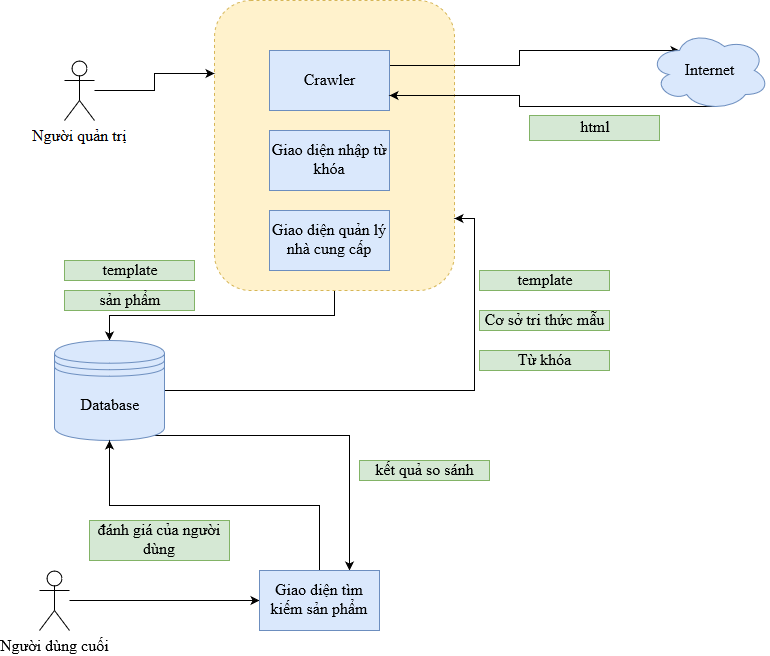 Crawler
Internet
Người quản trị
html
Giao diện nhập từ
khóa
Giao diện quản lý
nhà cung cấp
template
sản phẩm
template
Cơ sở tri thức mẫu
Từ khóa
Database
kết quả so sánh
đánh giá của người
dùng
Giao diện tìm
kiếm sản phẩm
Người dùng cuối